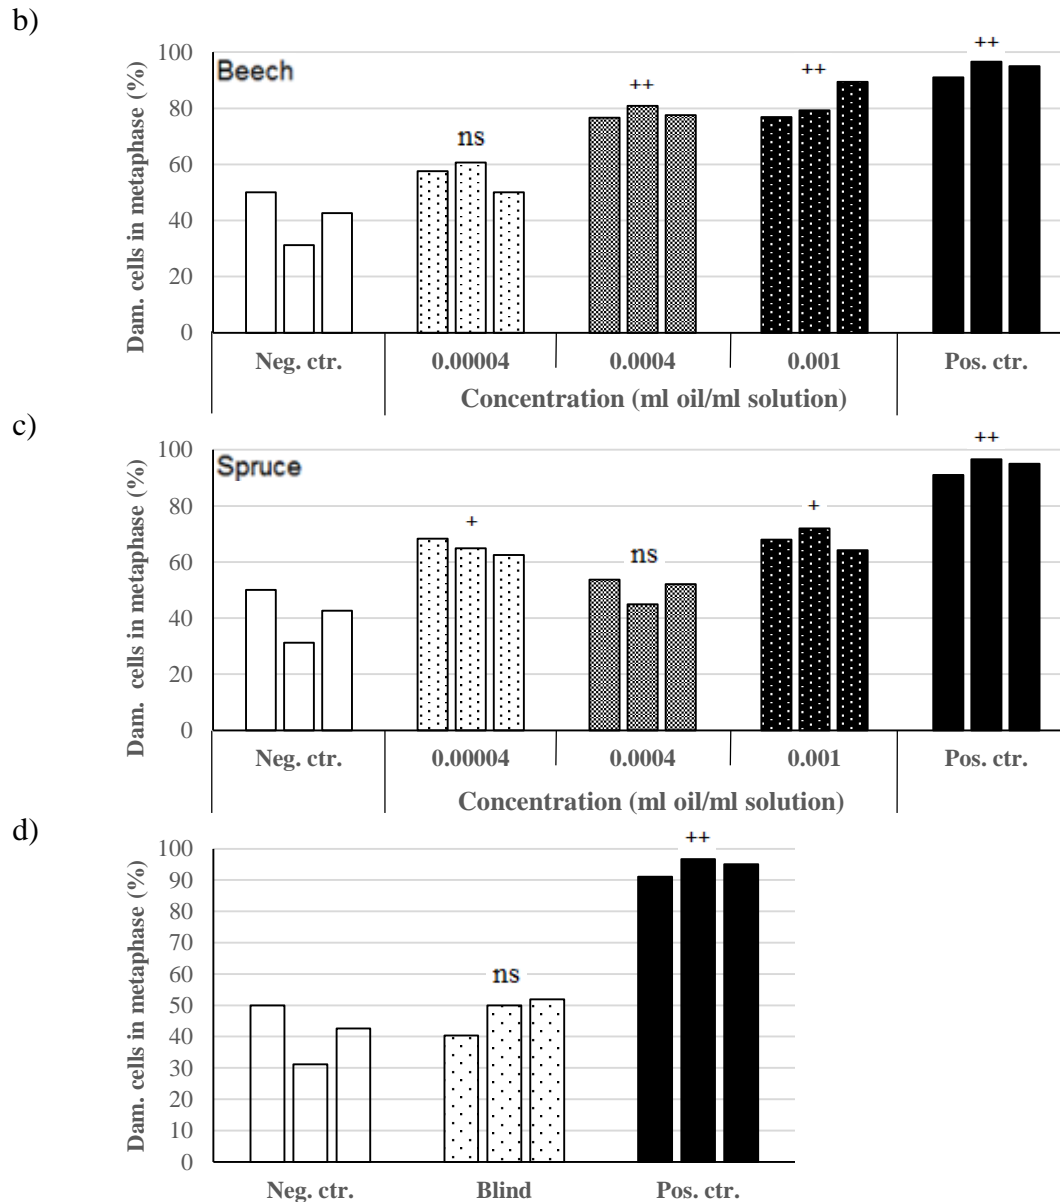 b)
Dam. cells in metaphase (%)
100
80
60
40
20
0
Beech
ns
++
++
++
Neg. ctr.
0.00004
0.0004
0.001
Pos. ctr.
Concentration (ml oil/ml solution)
c)
Dam. cells in metaphase (%)
100
80
60
40
20
0
Spruce
+
ns
+
++
Neg. ctr.
0.00004
0.0004
0.001
Pos. ctr.
Concentration (ml oil/ml solution)
d)
Dam. cells in metaphase (%)
100
90
80
70
60
50
40
30
20
10
0
ns
++
Neg. ctr.
Blind
Pos. ctr.